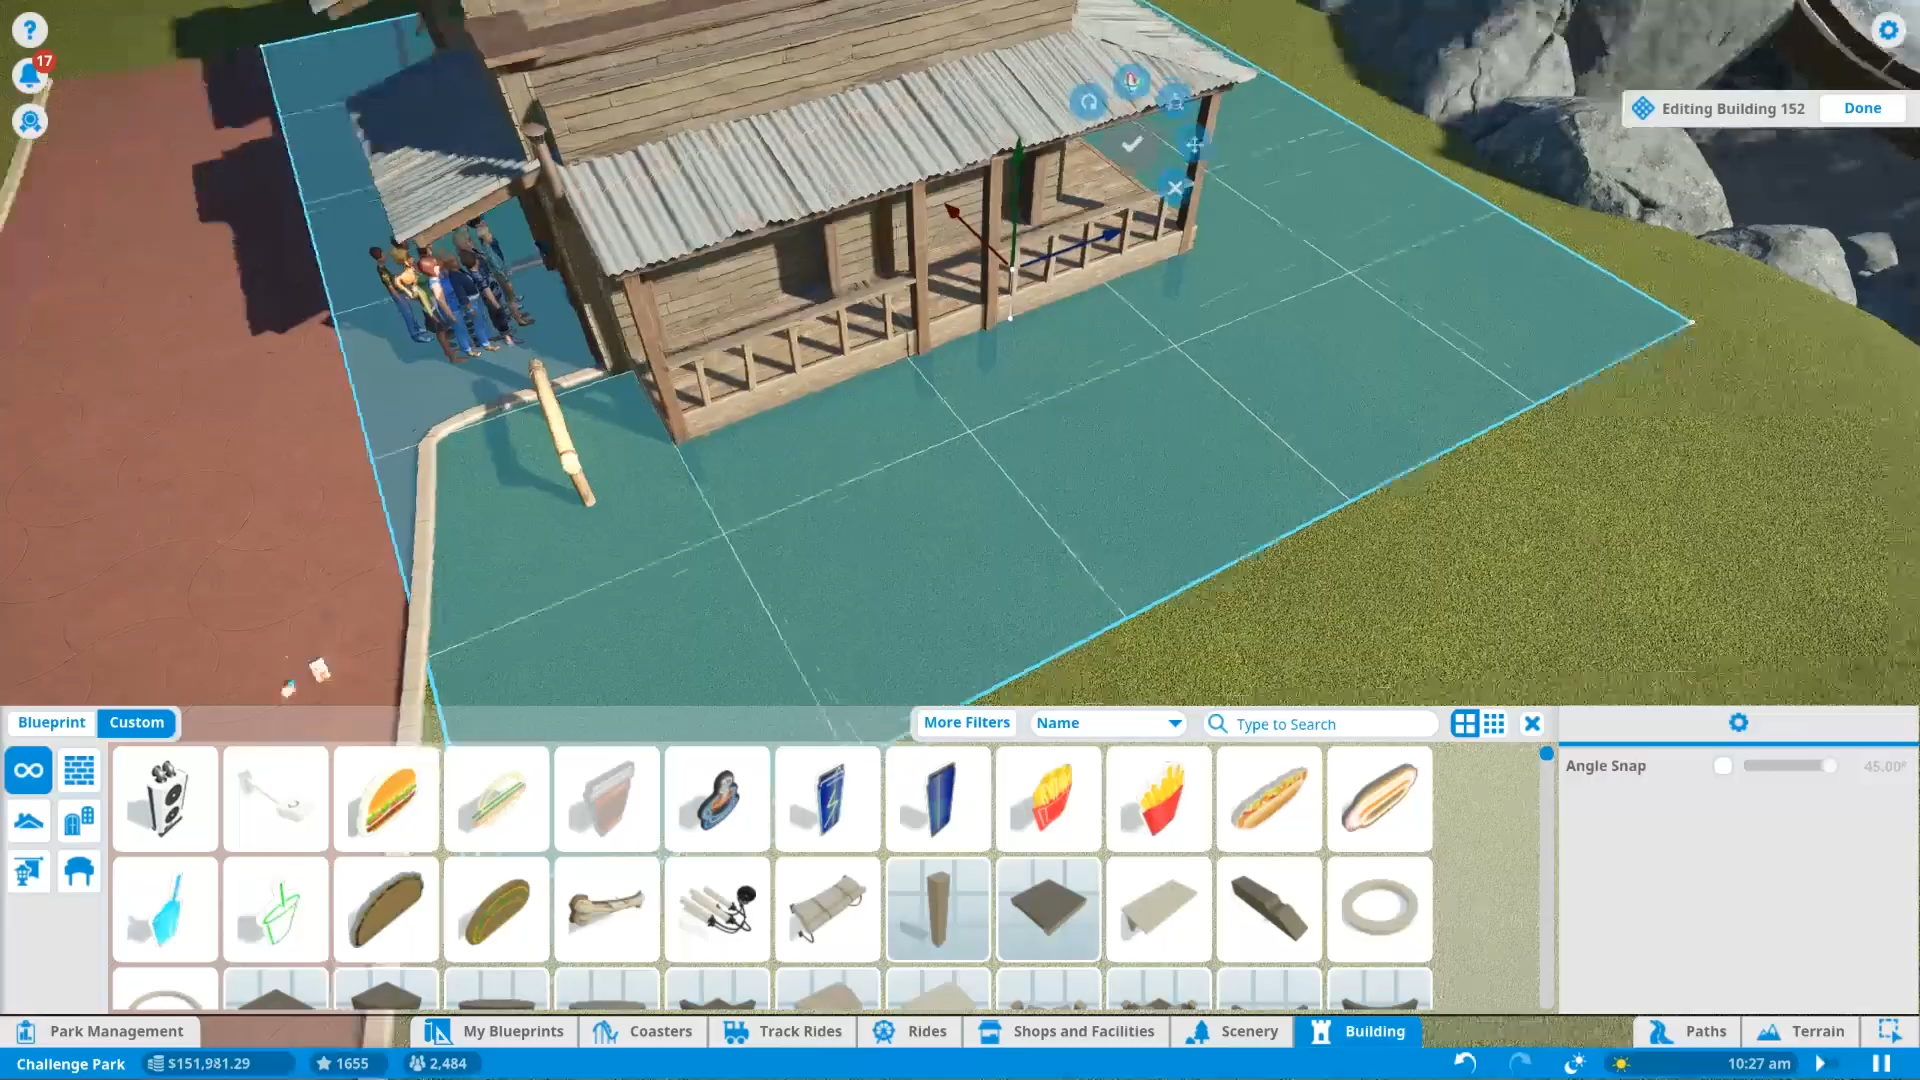 ?
17
Editing Building 152
Done
Blueprint
Custom
More Filters
Name
Type to Search
Angle Snap
45.00°
Park Management
My Blueprints
Coasters
Track Rides
Rides
Shops and Facilities
Scenery
Building
Paths
Terrain
Challenge Park
$151,981.29
1655
2,484
10:27 am